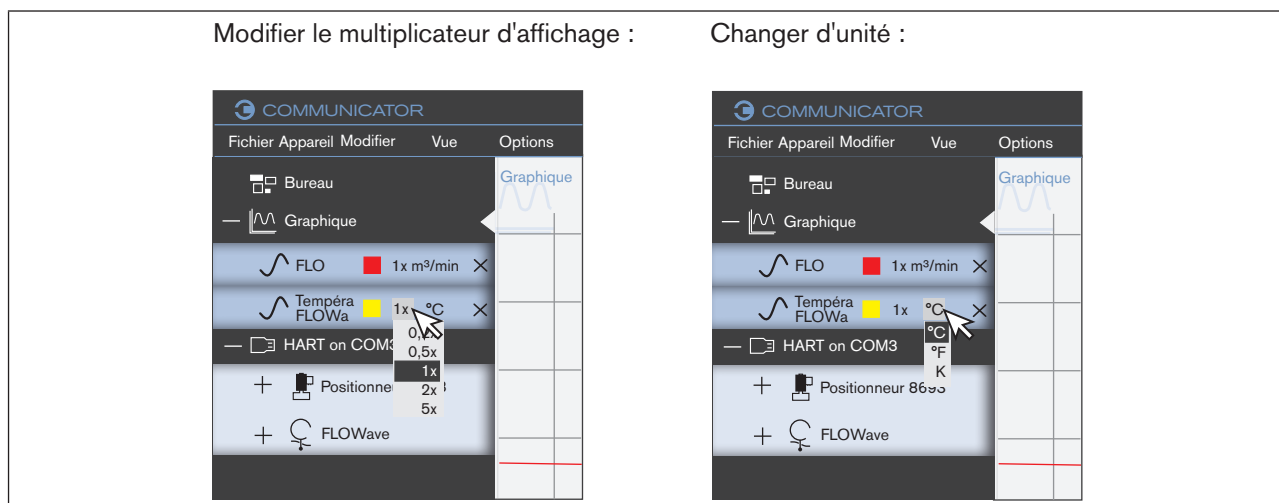 Modifier le multiplicateur d'affichage :
COMMUNICATOR
Fichier Appareil Modifier Vue Options
Bureau
Graphique
Graphique
FLO 1x m³/min
Tempéra
FLOWa 1x °C
0,5x
1x
2x
5x
HART on COM3
Positionneur
FLOWave
Changer d'unité :
COMMUNICATOR
Fichier Appareil Modifier Vue Options
Bureau
Graphique
Graphique
FLO 1x m³/min
Tempéra
FLOWa 1x °C
°C
°F
K
HART on COM3
Positionneur 8693
FLOWave